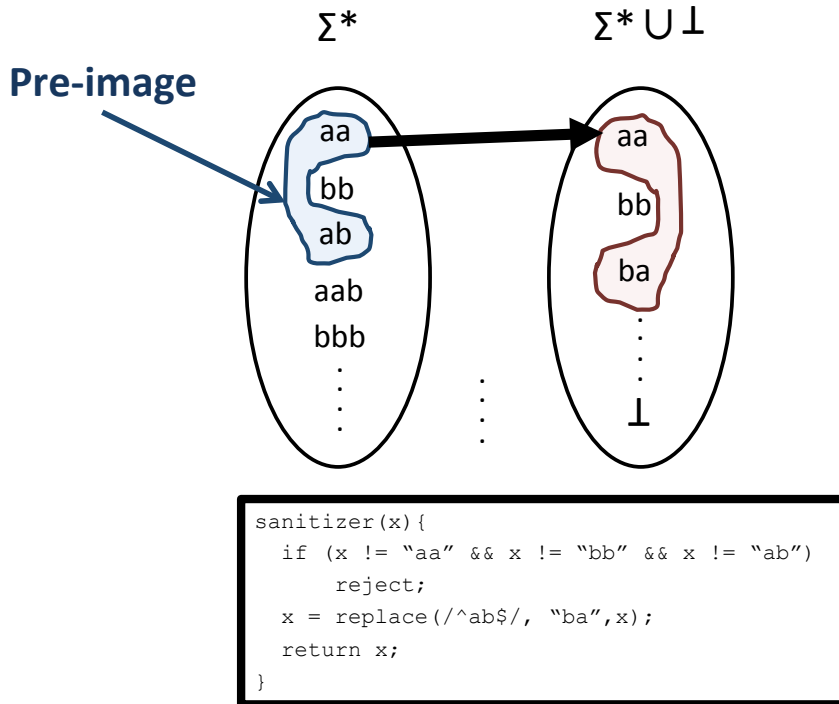 Σ*
Σ* ∪ ⊥
Pre-image
aa
bb
ab
aab
bbb
aa
bb
ba
⊥
sanitizer(x){
if (x != “aa” && x != “bb” && x != “ab”)
reject;
x = replace(/^ab$/, “ba”,x);
return x;
}